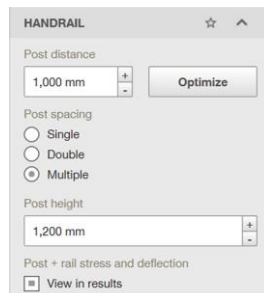 HANDRAIL
Post distance
1,000 mm + - Optimize
Post spacing
Single
Double
Multiple
Post height
1,200 mm + -
Post + rail stress and deflection
View in results